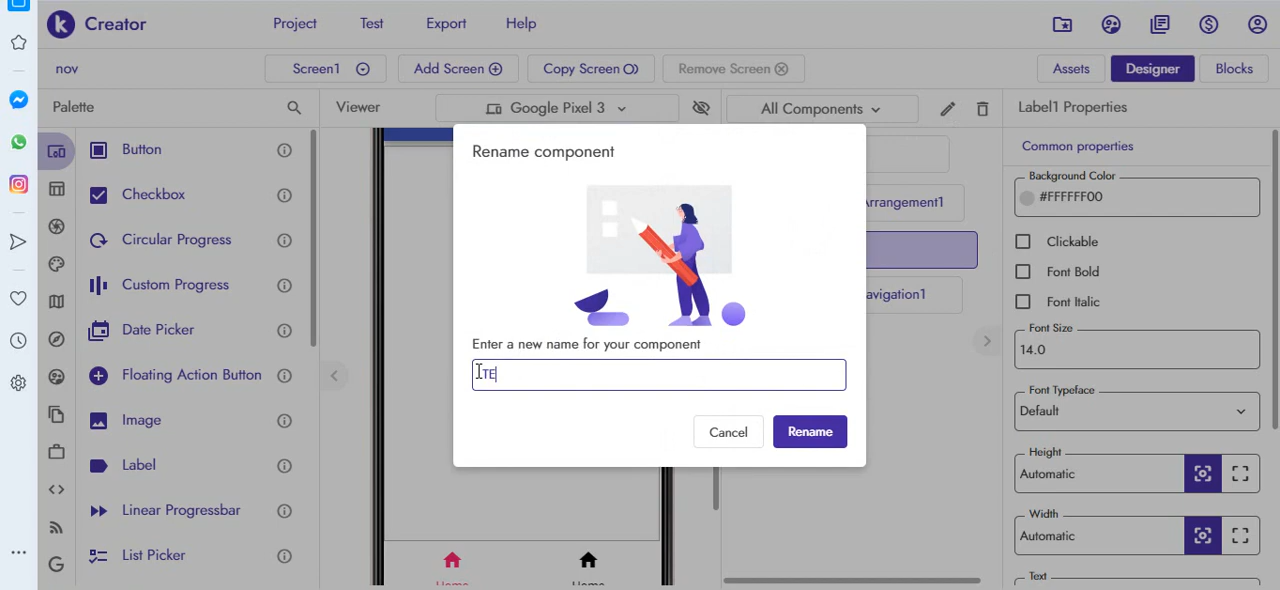 Creator
Project
Test
Export
Help
nov
Screen1
Add Screen
Copy Screen
Remove Screen
Assets
Designer
Blocks
Palette
Viewer
Google Pixel 3
All Components
Label1 Properties
Button
Checkbox
Circular Progress
Custom Progress
Date Picker
Floating Action Button
Image
Label
Linear Progressbar
List Picker
Rename component
Enter a new name for your component
TE
Cancel
Rename
Home
Home
Arrangement1
avigation1
Common properties
Background Color
#FFFFFF00
Clickable
Font Bold
Font Italic
Font Size
14.0
Font Typeface
Default
Height
Automatic
Width
Automatic
Text